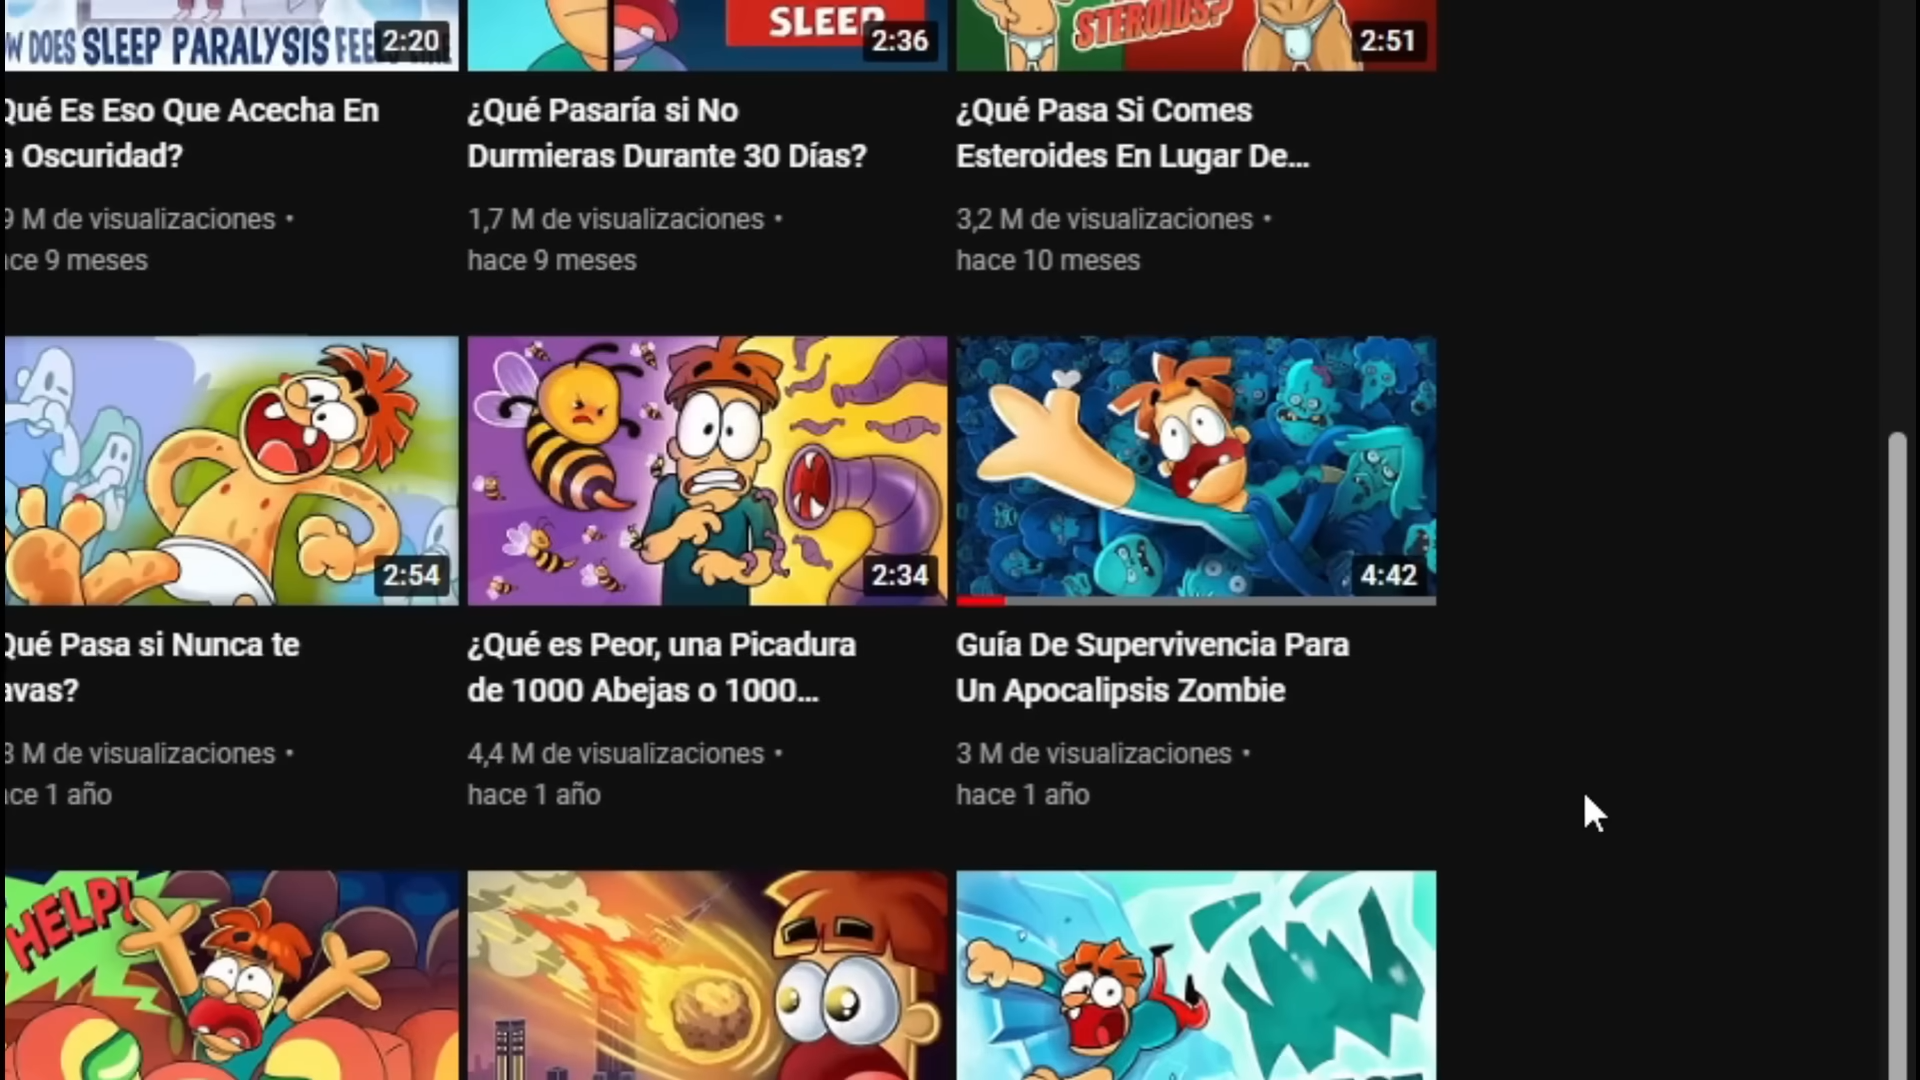 W DOES SLEEP PARALYSIS FEE
2:20
SLEEP
2:36
STEROIDS?
2:51
Qué Es Eso Que Acecha En
a Oscuridad?
9 M de visualizaciones •
ace 9 meses
¿Qué Pasaría si No
Durmieras Durante 30 Días?
1,7 M de visualizaciones •
hace 9 meses
¿Qué Pasa Si Comes
Esteroides En Lugar De...
3,2 M de visualizaciones •
hace 10 meses
2:54
2:34
4:42
Qué Pasa si Nunca te
avas?
3 M de visualizaciones •
ace 1 año
¿Qué es Peor, una Picadura
de 1000 Abejas o 1000...
4,4 M de visualizaciones •
hace 1 año
Guía De Supervivencia Para
Un Apocalipsis Zombie
3 M de visualizaciones •
hace 1 año
HELP!